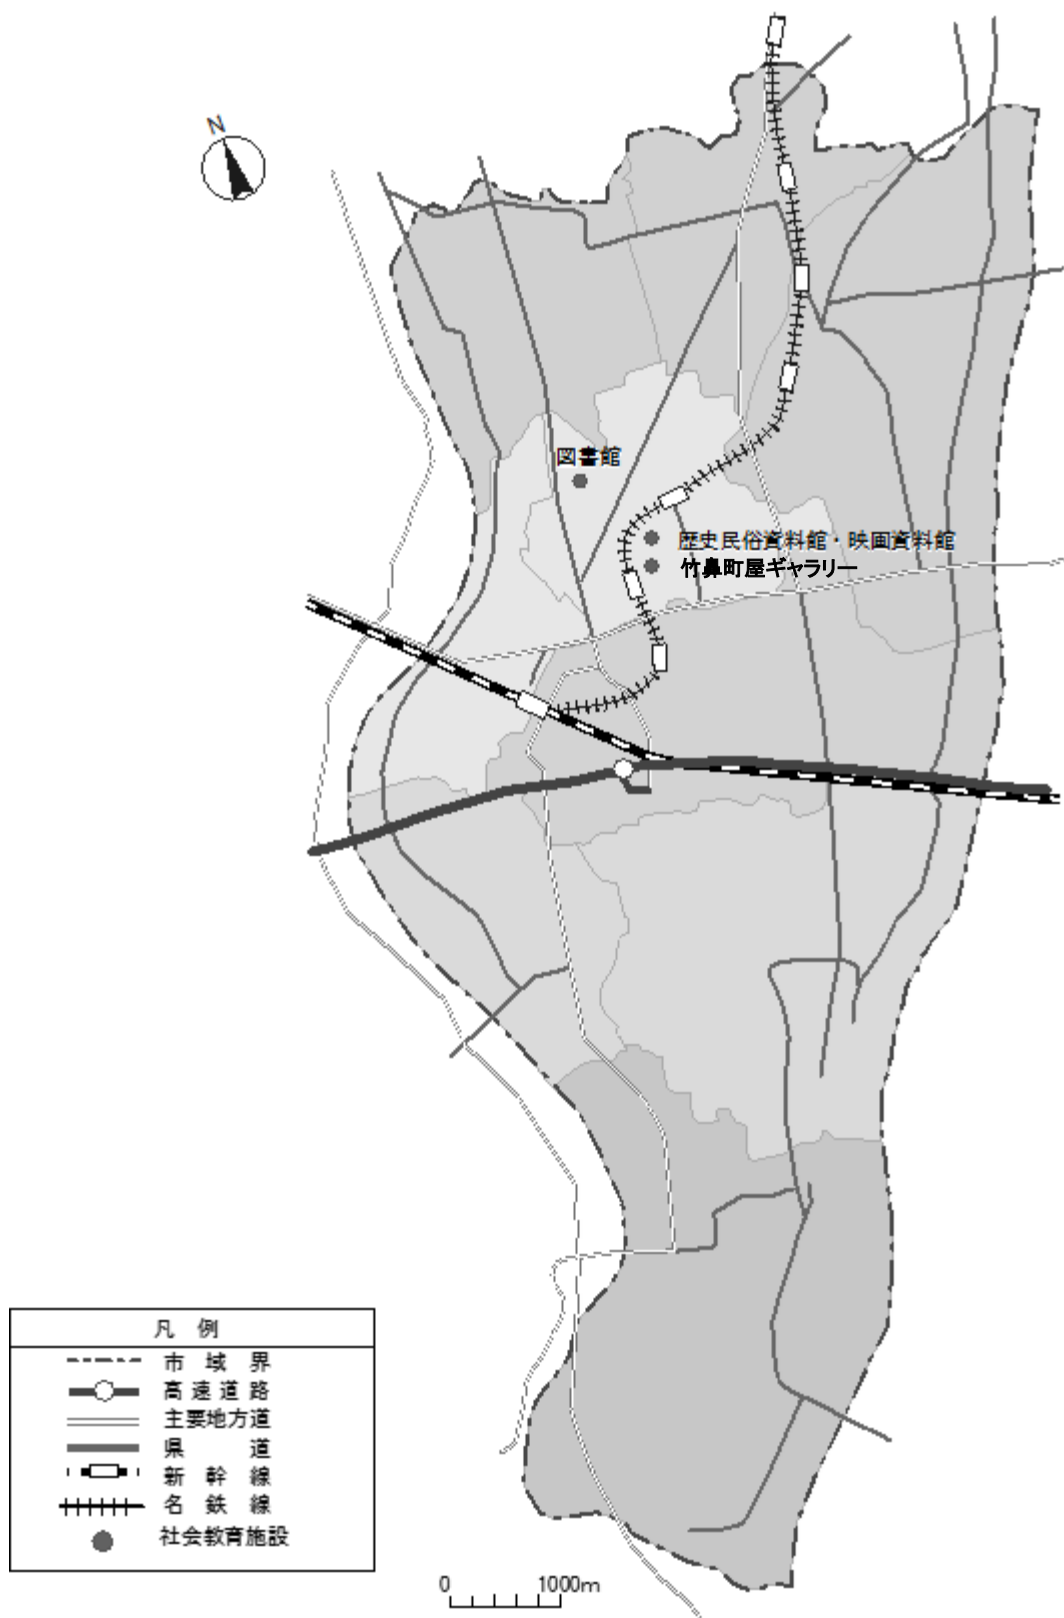 N
図書館
歴史民俗資料館・映画資料館
竹鼻町屋ギャラリー
凡 例
市 域 界
高 速 道 路
主要地方道
県 道
新 幹 線
名 鉄 線
社会教育施設
0 1000m